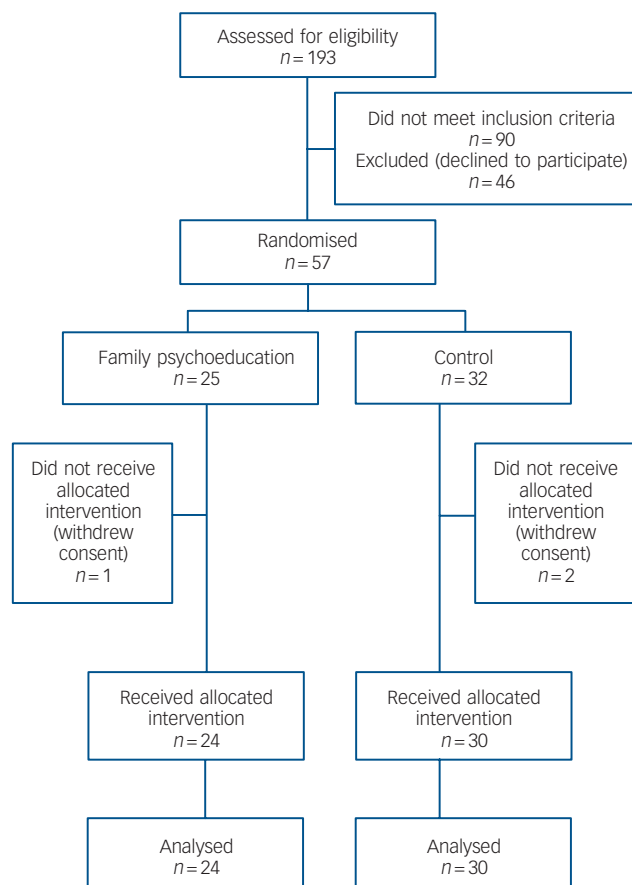 Assessed for eligibility
n=193
Did not meet inclusion criteria
n=90
Excluded (declined to participate)
n=46
Randomised
n=57
Family psychoeducation
n=25
Control
n=32
Did not receive
allocated
intervention
(withdrew
consent)
n=1
Did not receive
allocated
intervention
(withdrew
consent)
n=2
Received allocated
intervention
n=24
Received allocated
intervention
n=30
Analysed
n=24
Analysed
n=30